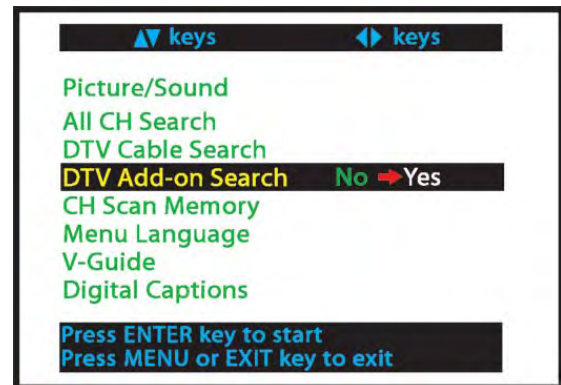 ▲▼ keys ◀▶ keys
Picture/Sound
All CH Search
DTV Cable Search
DTV Add-on Search No ➡Yes
CH Scan Memory
Menu Language
V-Guide
Digital Captions
Press ENTER key to start
Press MENU or EXIT key to exit